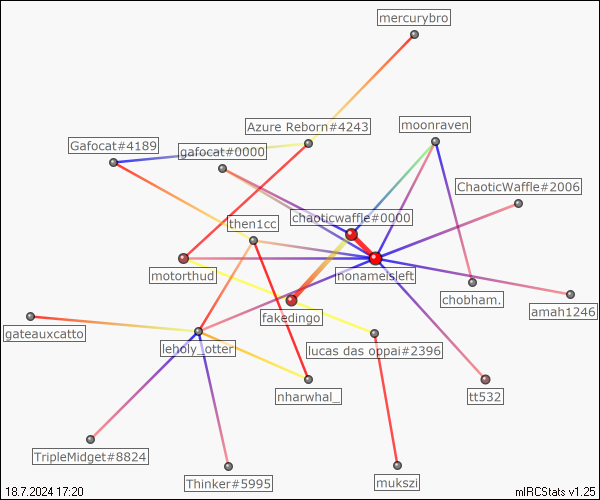 mercurybro
Azure Reborn#4243
moonraven
Gafocat#4189
gafocat#0000
ChaoticWaffle#2006
chaoticwaffle#0000
then1cc
motorthud
nonameisleft
chobham.
amah1246
fakedingo
gateauxcatto
leholy_otter
lucas das oppai#2396
nharwhal_
tt532
TripleMidget#8824
Thinker#5995
mukszi
18.7.2024 17:20
mIRCStats v1.25